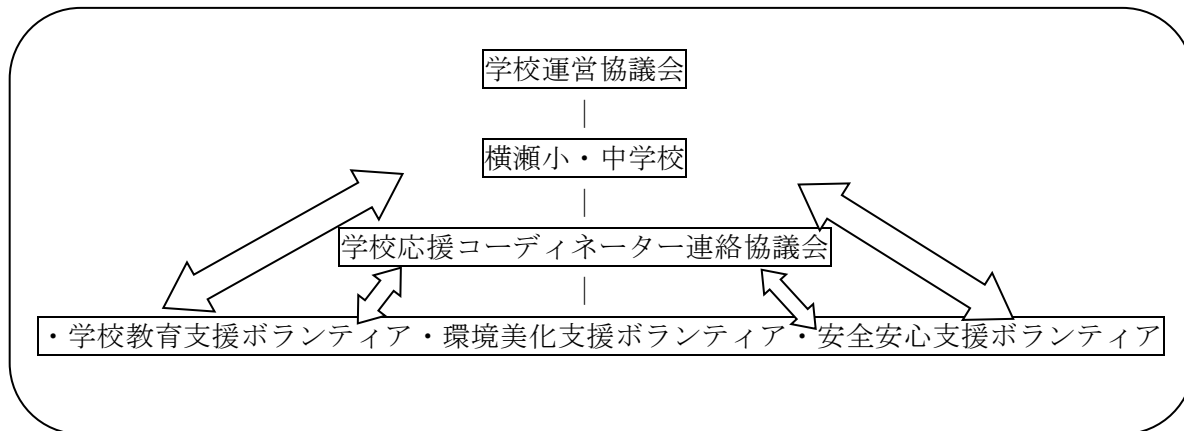 学校運営協議会
｜
横瀬小・中学校
｜
学校応援コーディネーター連絡協議会
｜
・学校教育支援ボランティア・環境美化支援ボランティア・安全安心支援ボランティア